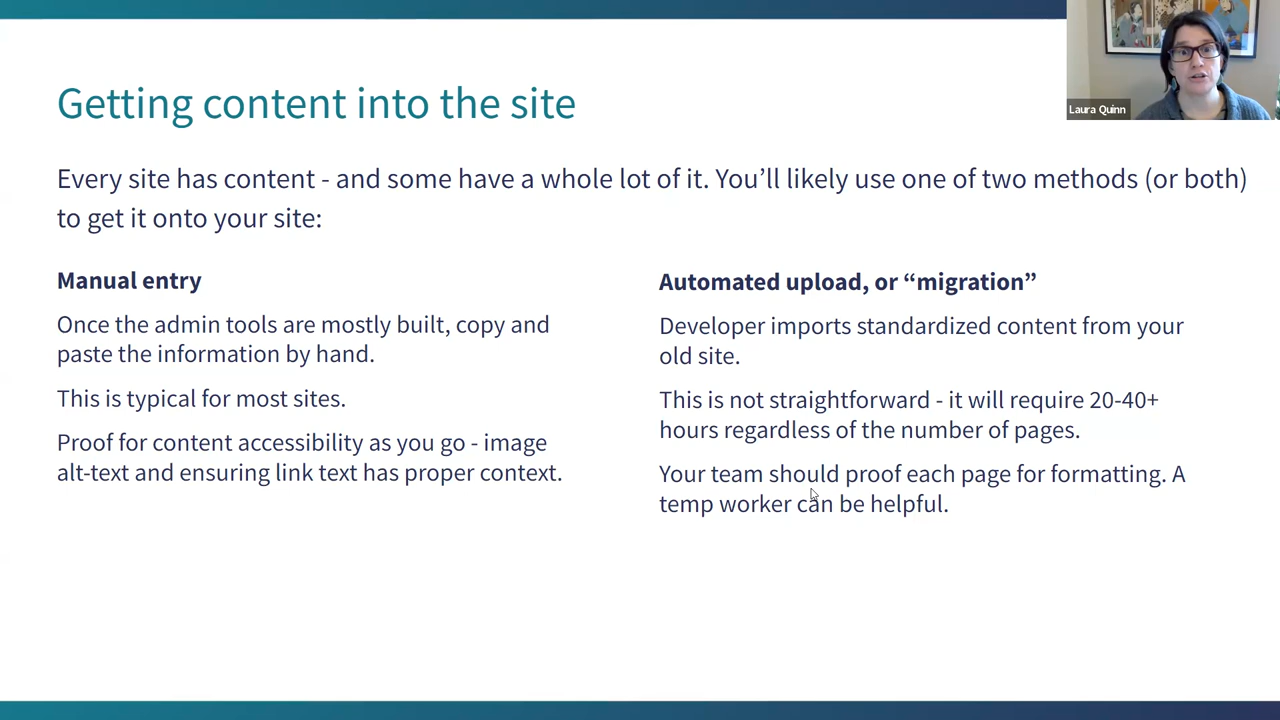 Laura Quinn
Getting content into the site
Every site has content - and some have a whole lot of it. You’ll likely use one of two methods (or both)
to get it onto your site:
Manual entry
Once the admin tools are mostly built, copy and
paste the information by hand.
This is typical for most sites.
Proof for content accessibility as you go - image
alt-text and ensuring link text has proper context.
Automated upload, or “migration”
Developer imports standardized content from your
old site.
This is not straightforward - it will require 20-40+
hours regardless of the number of pages.
Your team should proof each page for formatting. A
temp worker can be helpful.